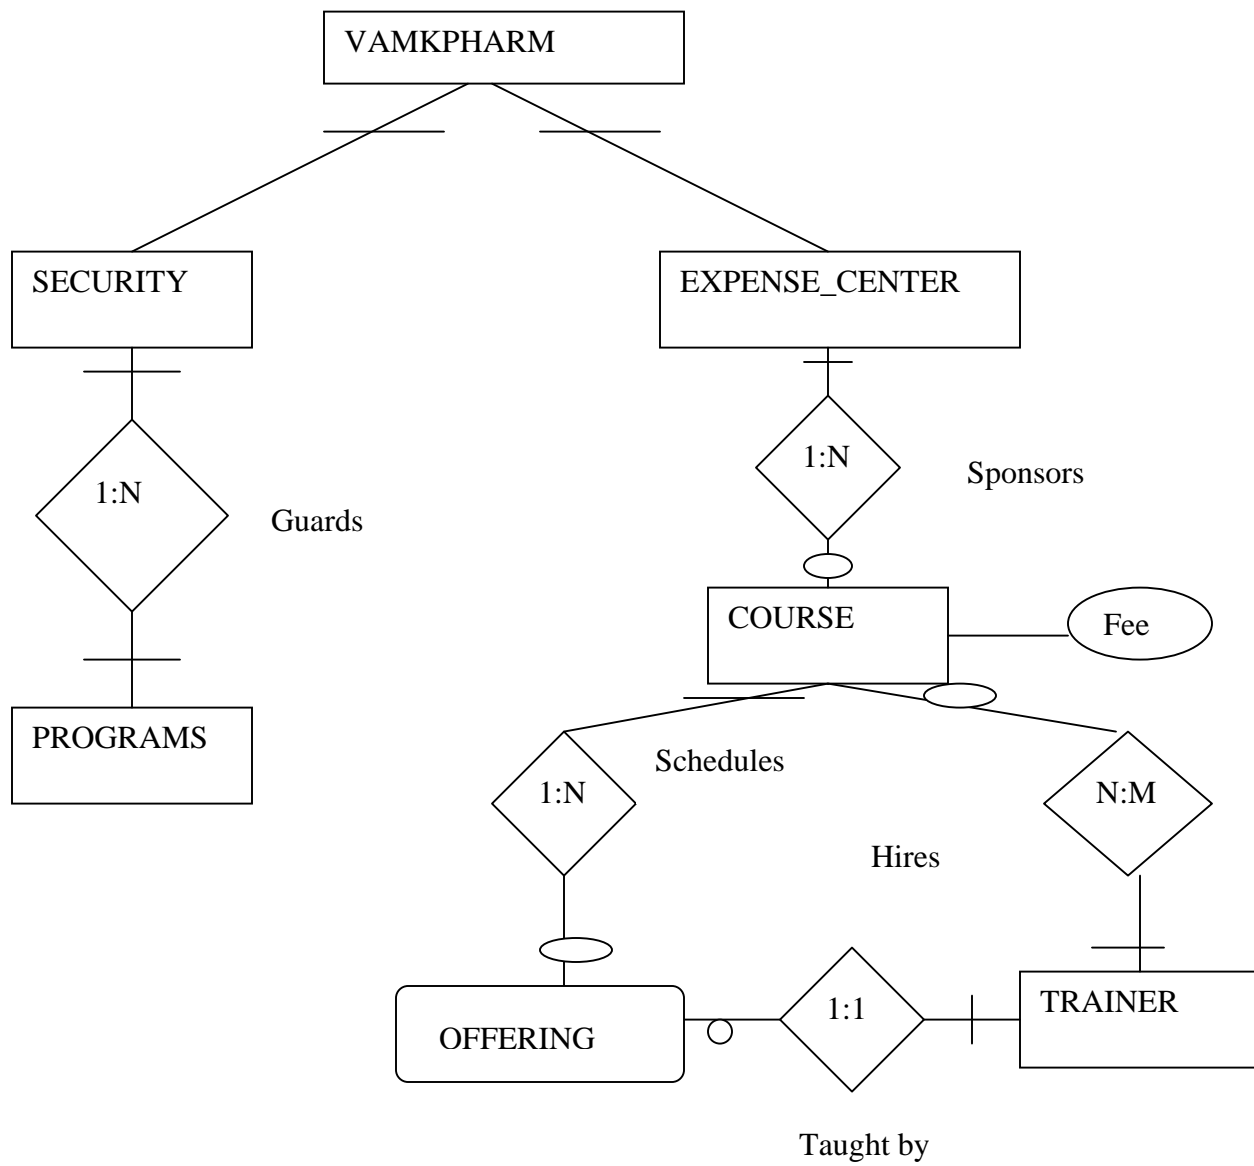 VAMKPHARM
SECURITY
EXPENSE_CENTER
1:N
Sponsors
1:N
Guards
COURSE
Fee
PROGRAMS
Schedules
1:N
N:M
Hires
TRAINER
1:1
OFFERING
Taught by